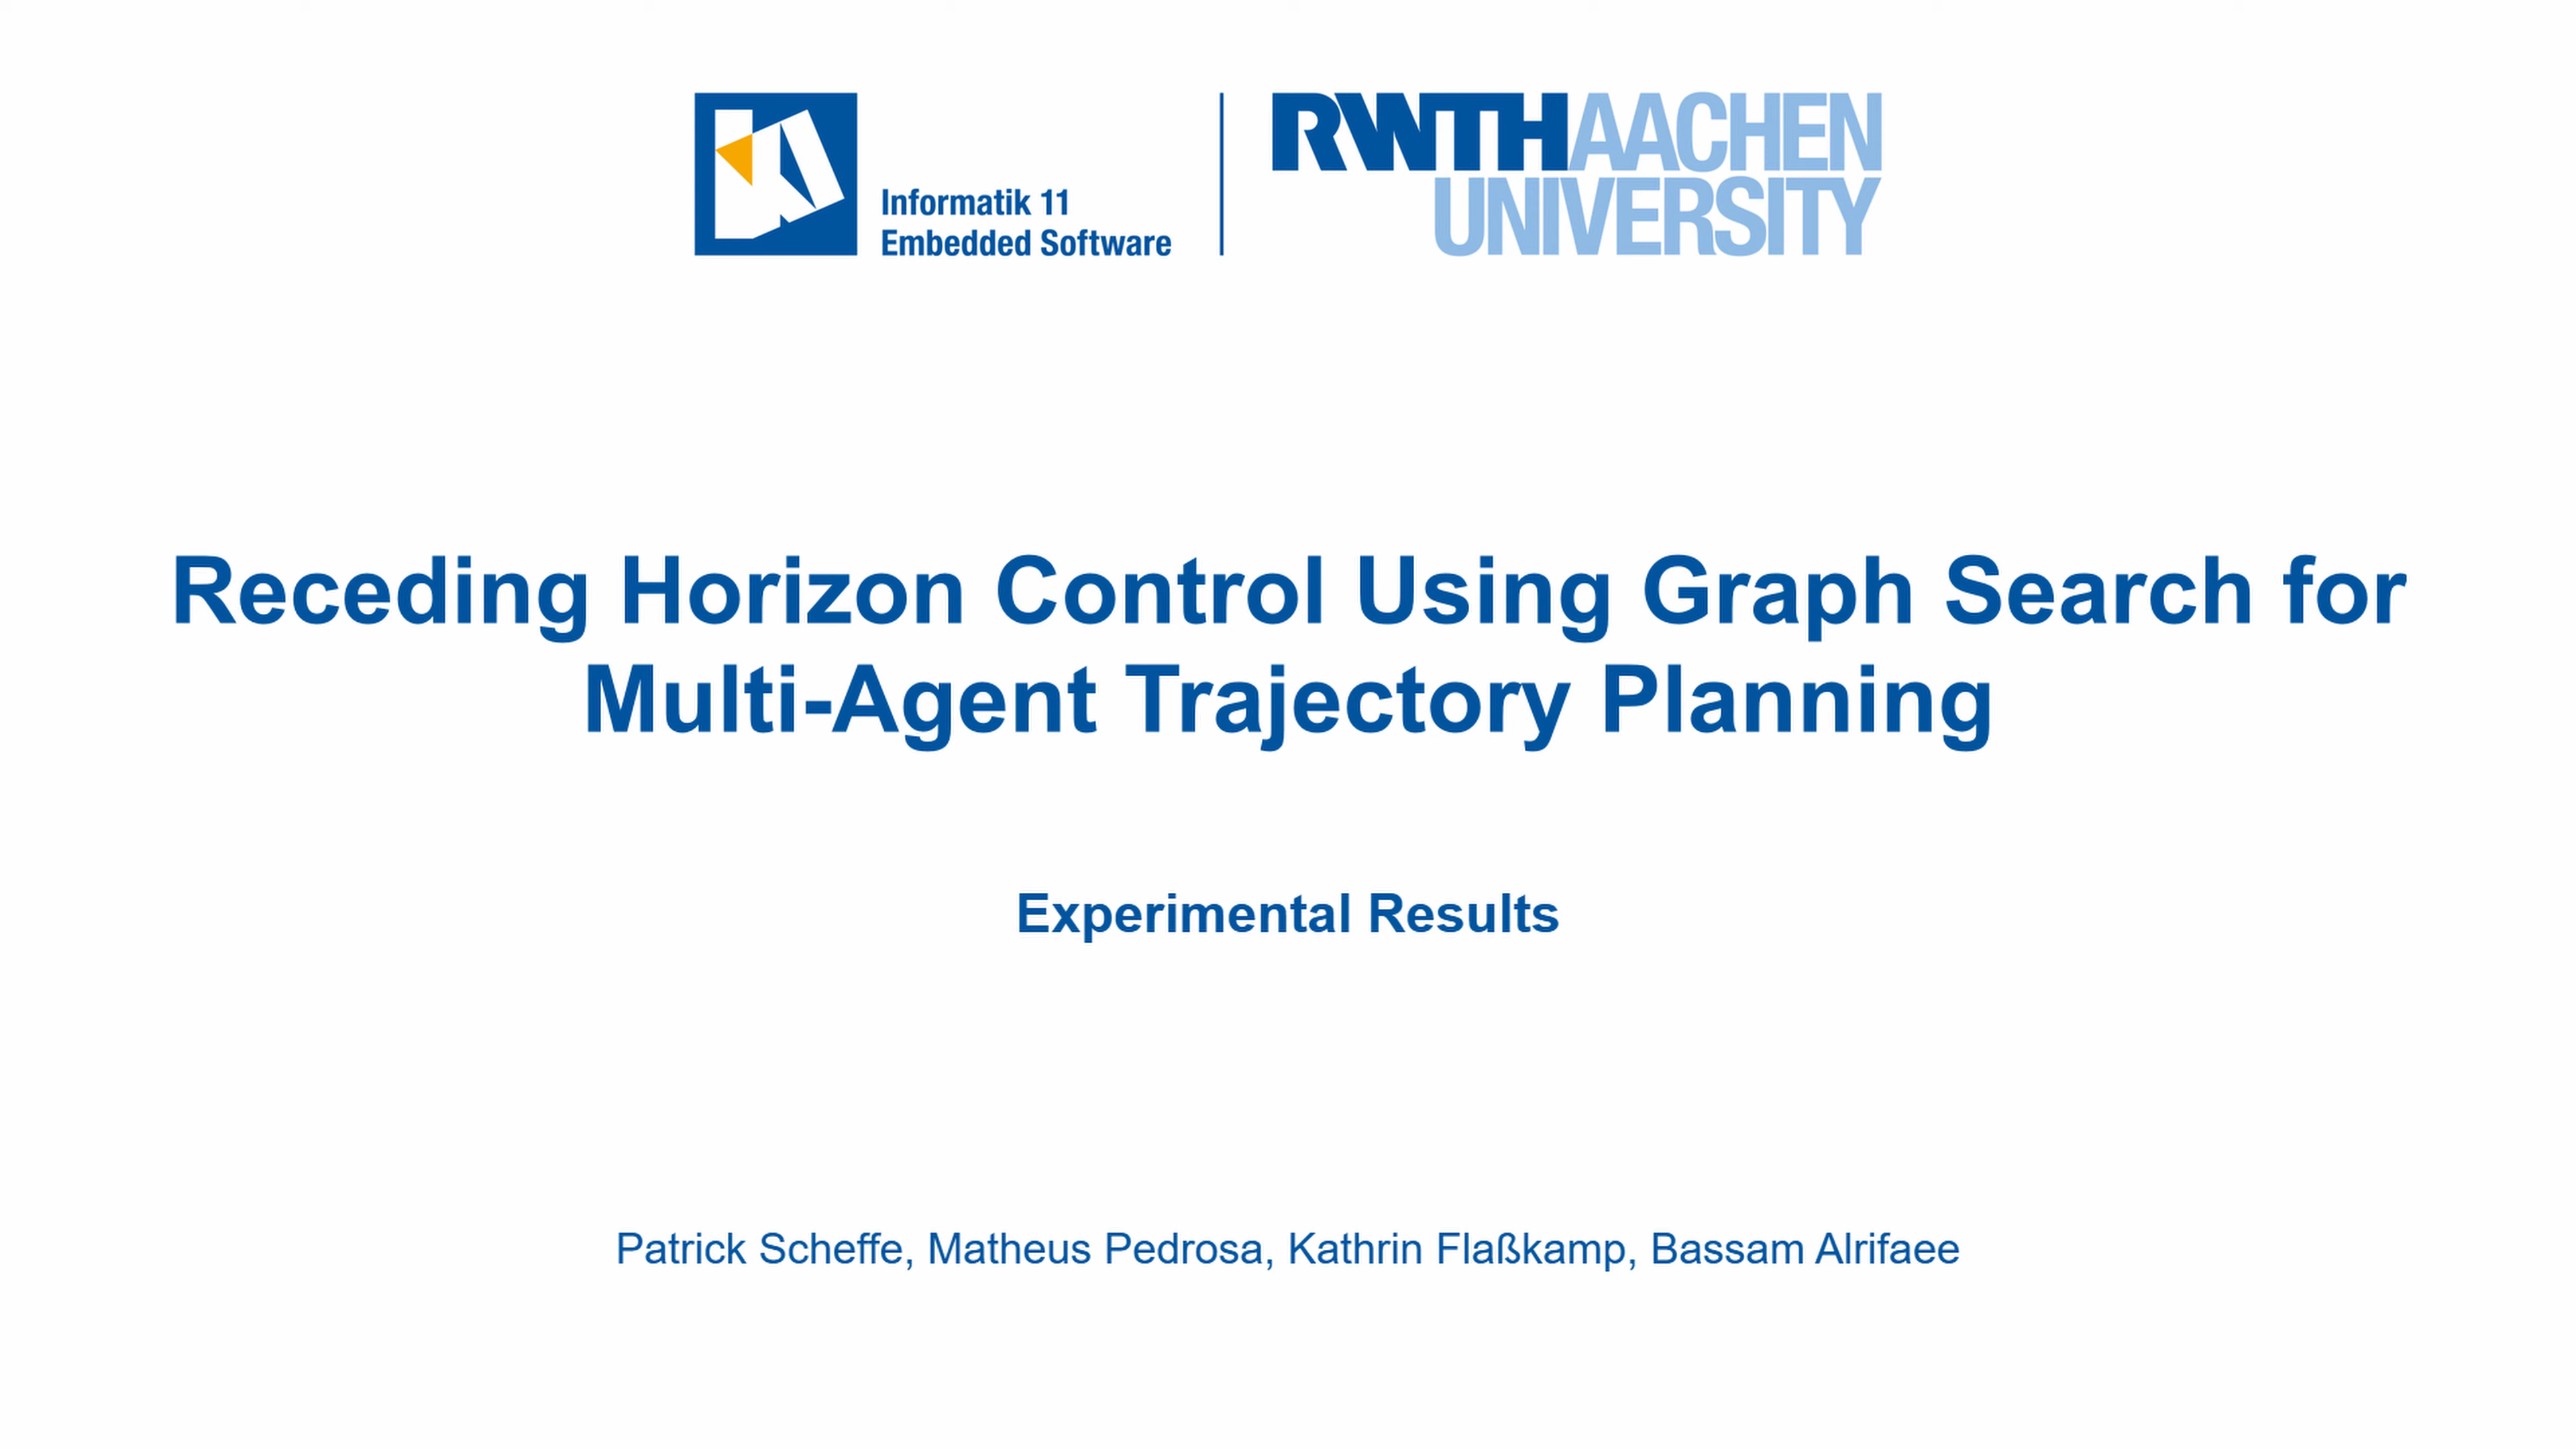 Informatik 11
Embedded Software
RWTHAACHEN
UNIVERSITY
Receding Horizon Control Using Graph Search for
Multi-Agent Trajectory Planning
Experimental Results
Patrick Scheffe, Matheus Pedrosa, Kathrin Flaßkamp, Bassam Alrifaee